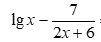 lg x − 7/(2x + 6) =